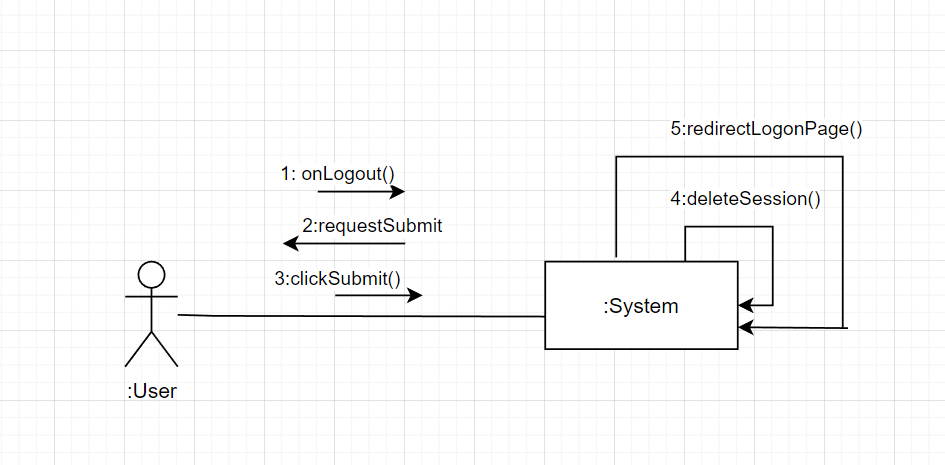 5:redirectLogonPage()
1: onLogout()
4:deleteSession()
2:requestSubmit
3:clickSubmit()
:System
:User